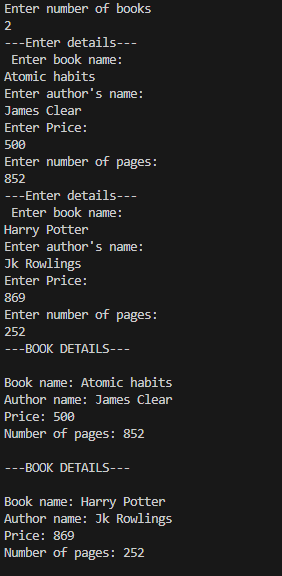 Enter number of books
2
---Enter details---
 Enter book name:
Atomic habits
Enter author's name:
James Clear
Enter Price:
500
Enter number of pages:
852
---Enter details---
 Enter book name:
Harry Potter
Enter author's name:
Jk Rowlings
Enter Price:
869
Enter number of pages:
252
---BOOK DETAILS---

Book name: Atomic habits
Author name: James Clear
Price: 500
Number of pages: 852

---BOOK DETAILS---

Book name: Harry Potter
Author name: Jk Rowlings
Price: 869
Number of pages: 252